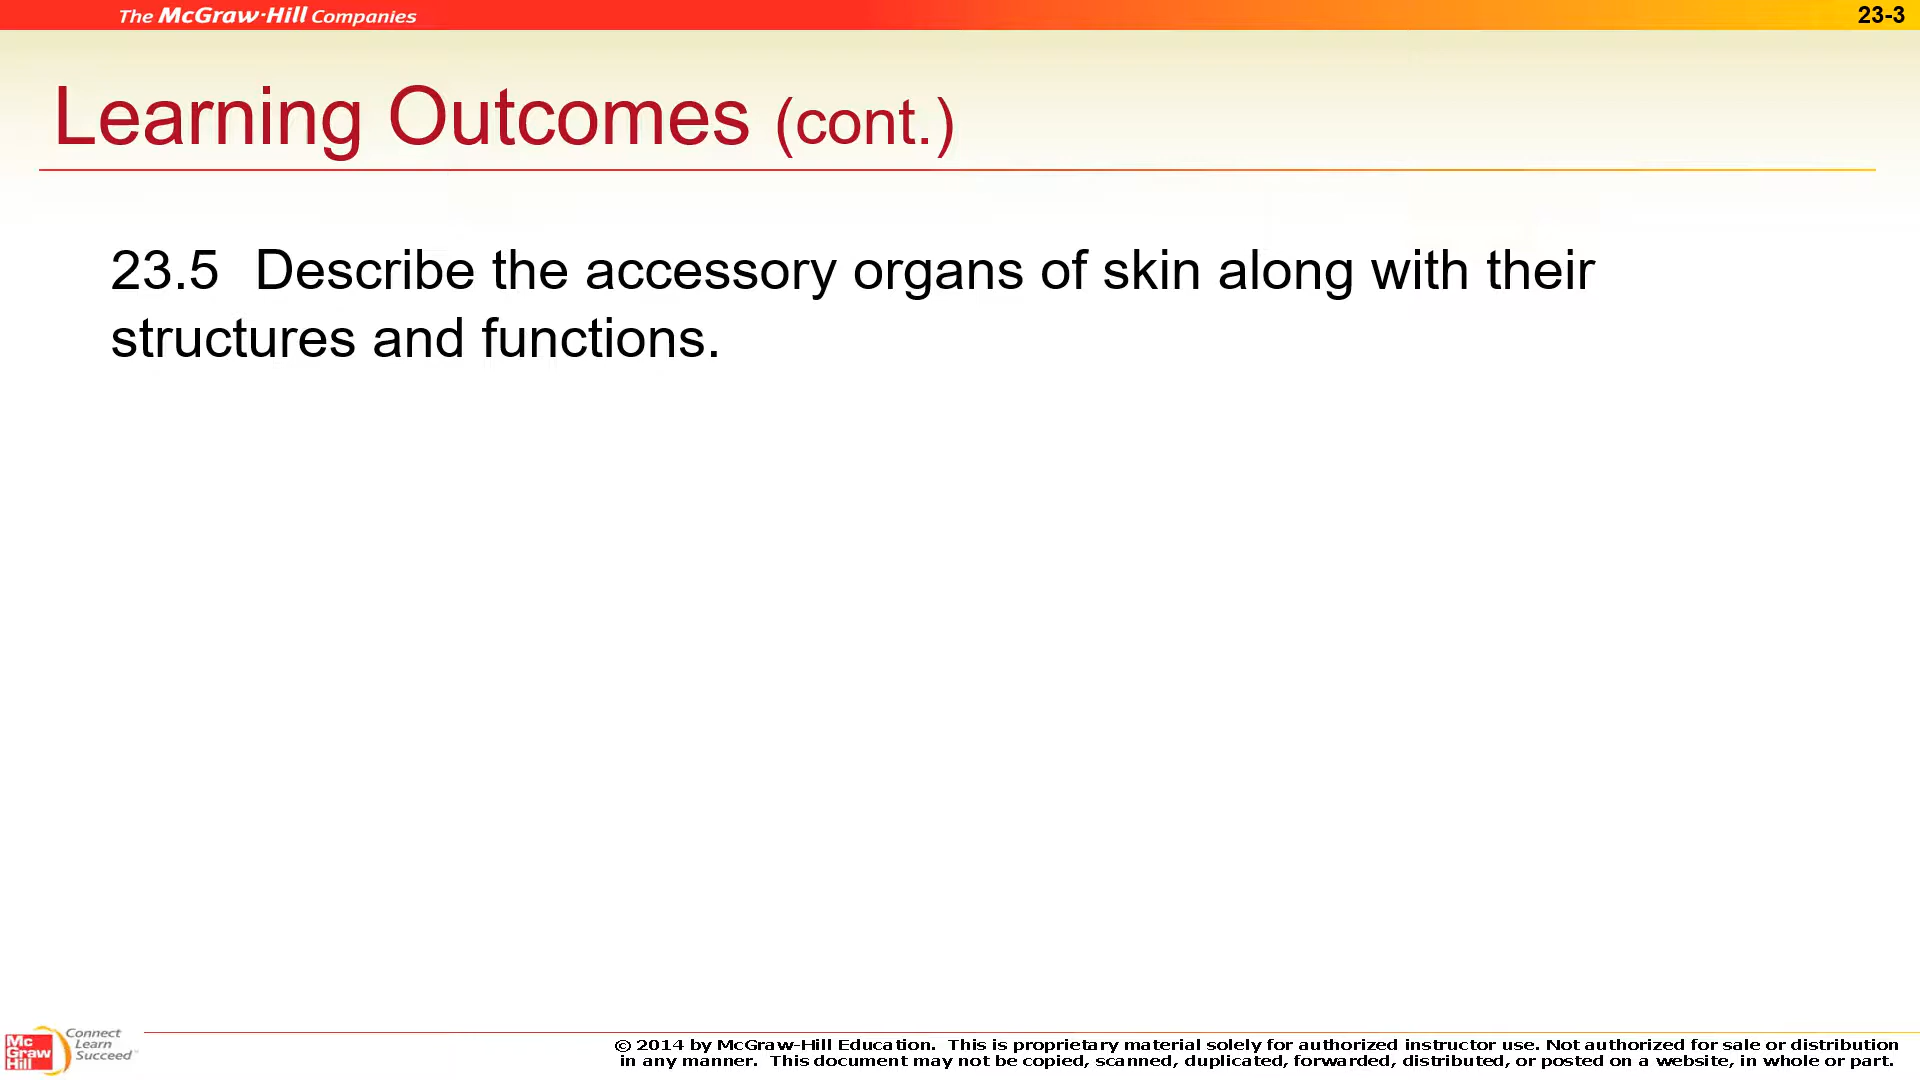 The McGraw·Hill Companies
23-3
Learning Outcomes (cont.)
23.5 Describe the accessory organs of skin along with their
structures and functions.
Mc
Graw
Hill
Connect
Learn
Succeed™
© 2014 by McGraw-Hill Education. This is proprietary material solely for authorized instructor use. Not authorized for sale or distribution
in any manner. This document may not be copied, scanned, duplicated, forwarded, distributed, or posted on a website, in whole or part.